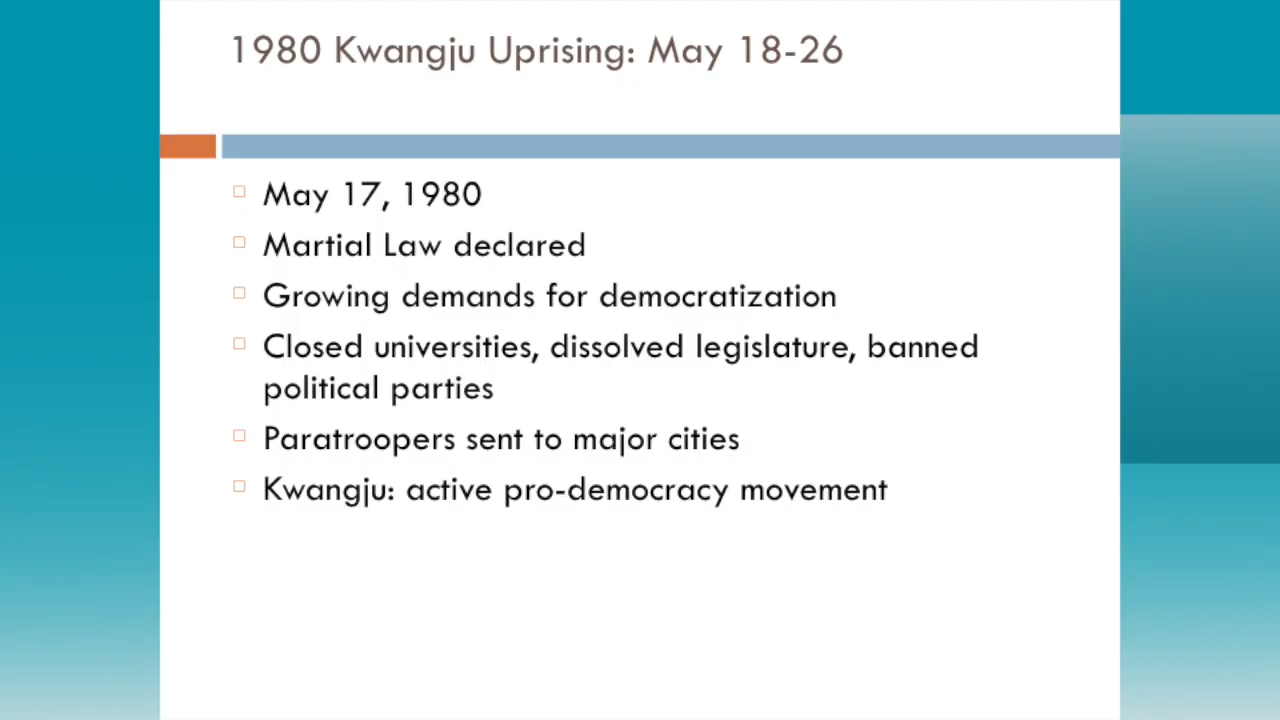 1980 Kwangju Uprising: May 18-26
May 17, 1980
Martial Law declared
Growing demands for democratization
Closed universities, dissolved legislature, banned
political parties
Paratroopers sent to major cities
Kwangju: active pro-democracy movement